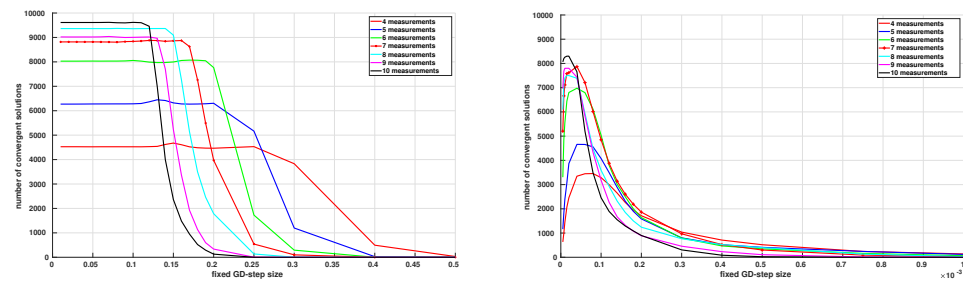 number of convergent solutions
10000
9000
8000
7000
6000
5000
4000
3000
2000
1000
0
0 0.05 0.1 0.15 0.2 0.25 0.3 0.35 0.4 0.45 0.5
fixed GD-step size
4 measurements
5 measurements
6 measurements
7 measurements
8 measurements
9 measurements
10 measurements
number of convergent solutions
10000
9000
8000
7000
6000
5000
4000
3000
2000
1000
0
0 0.1 0.2 0.3 0.4 0.5 0.6 0.7 0.8 0.9 1
fixed GD-step size
×10⁻³
4 measurements
5 measurements
6 measurements
7 measurements
8 measurements
9 measurements
10 measurements